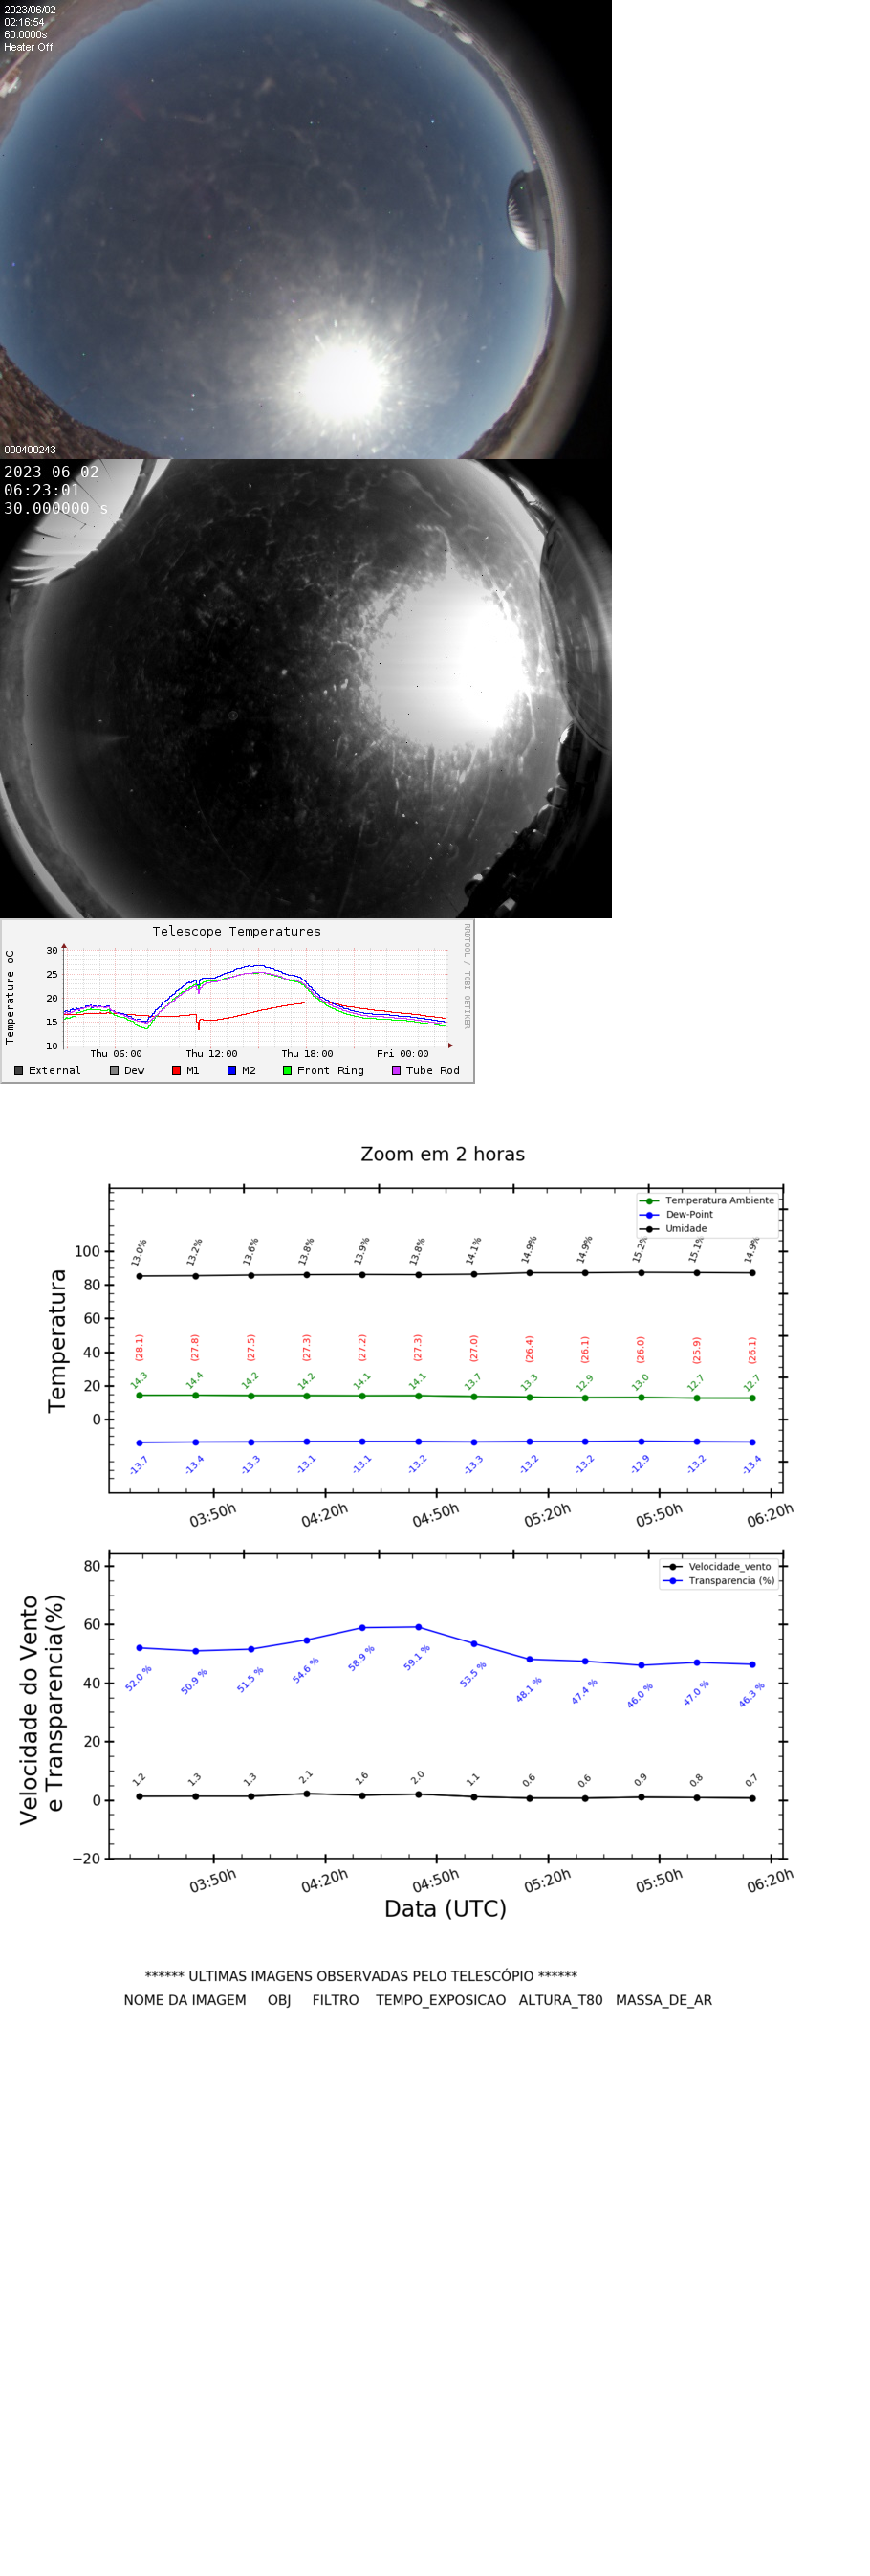 2023/06/02
02:16:54
60.0000s
Heater Off
000400243
2023-06-02
06:23:01
30.000000 s
Telescope Temperatures
RRDTOOL / TOBI OETIKER
Temperature oC
30
25
20
15
10
Thu 06:00 Thu 12:00 Thu 18:00 Fri 00:00
External Dew M1 M2 Front Ring Tube Rod
Zoom em 2 horas
Temperatura Ambiente
Dew-Point
Umidade
Temperatura
100
80
60
40
20
0
13.0% 13.2% 13.6% 13.8% 13.9% 13.8% 14.1% 14.9% 14.9% 15.2% 15.1% 14.9%
(28.1) (27.8) (27.5) (27.3) (27.2) (27.3) (27.0) (26.4) (26.1) (26.0) (25.9) (26.1)
14.3 14.4 14.2 14.2 14.1 14.1 13.7 13.3 12.9 13.0 12.7 12.7
-13.7 -13.4 -13.3 -13.1 -13.1 -13.2 -13.3 -13.2 -13.2 -12.9 -13.2 -13.4
03:50h 04:20h 04:50h 05:20h 05:50h 06:20h
Velocidade_vento
Transparencia (%)
Velocidade do Vento
e Transparencia(%)
80
60
40
20
0
−20
52.0 % 50.9 % 51.5 % 54.6 % 58.9 % 59.1 % 53.5 % 48.1 % 47.4 % 46.0 % 47.0 % 46.3 %
1.2 1.3 1.3 2.1 1.6 2.0 1.1 0.6 0.6 0.9 0.8 0.7
03:50h 04:20h 04:50h 05:20h 05:50h 06:20h
Data (UTC)
****** ULTIMAS IMAGENS OBSERVADAS PELO TELESCÓPIO ******
NOME DA IMAGEM OBJ FILTRO TEMPO_EXPOSICAO ALTURA_T80 MASSA_DE_AR